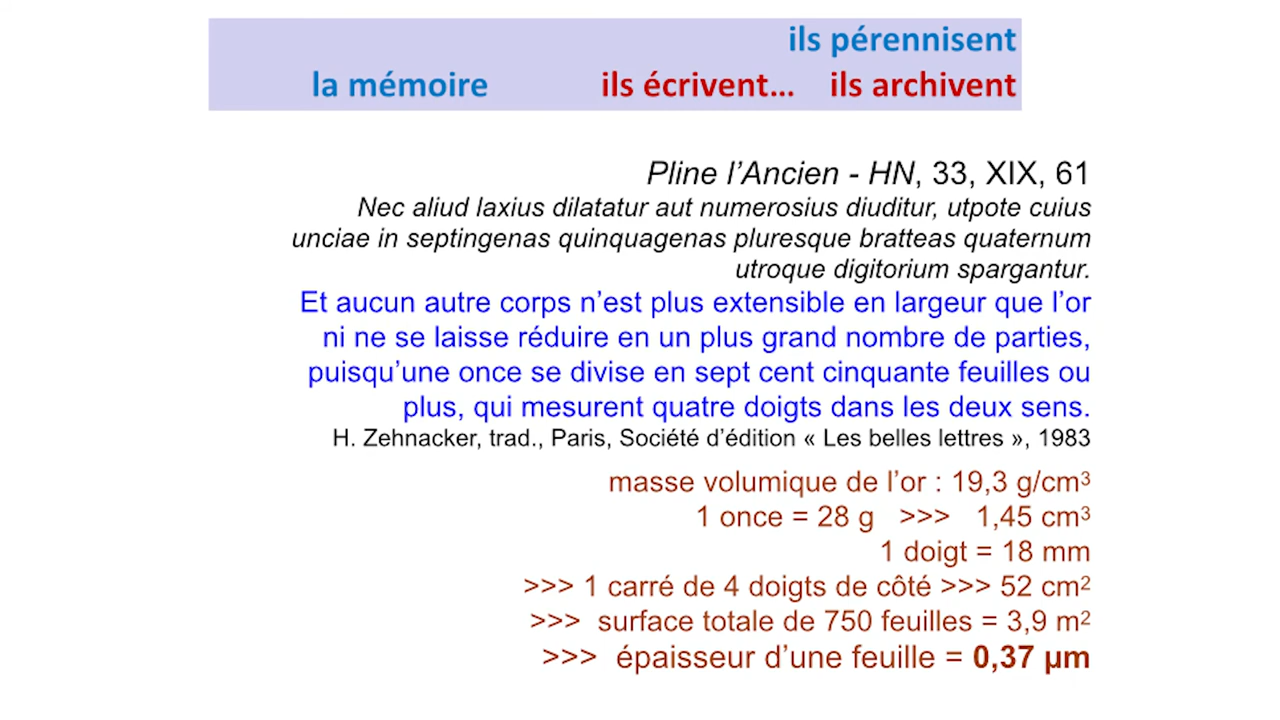 ils pérennisent
la mémoire ils écrivent... ils archivent
Pline l'Ancien - HN, 33, XIX, 61
Nec aliud laxius dilatatur aut numerosius diuditur, utpote cuius
unciae in septingenas quinquagenas pluresque bratteas quaternum
utroque digitorium spargantur.
Et aucun autre corps n'est plus extensible en largeur que l'or
ni ne se laisse réduire en un plus grand nombre de parties,
puisqu'une once se divise en sept cent cinquante feuilles ou
plus, qui mesurent quatre doigts dans les deux sens.
H. Zehnacker, trad., Paris, Société d'édition « Les belles lettres », 1983
masse volumique de l'or : 19,3 g/cm³
1 once = 28 g >>> 1,45 cm³
1 doigt = 18 mm
>>> 1 carré de 4 doigts de côté >>> 52 cm²
>>> surface totale de 750 feuilles = 3,9 m²
>>> épaisseur d'une feuille = 0,37 µm